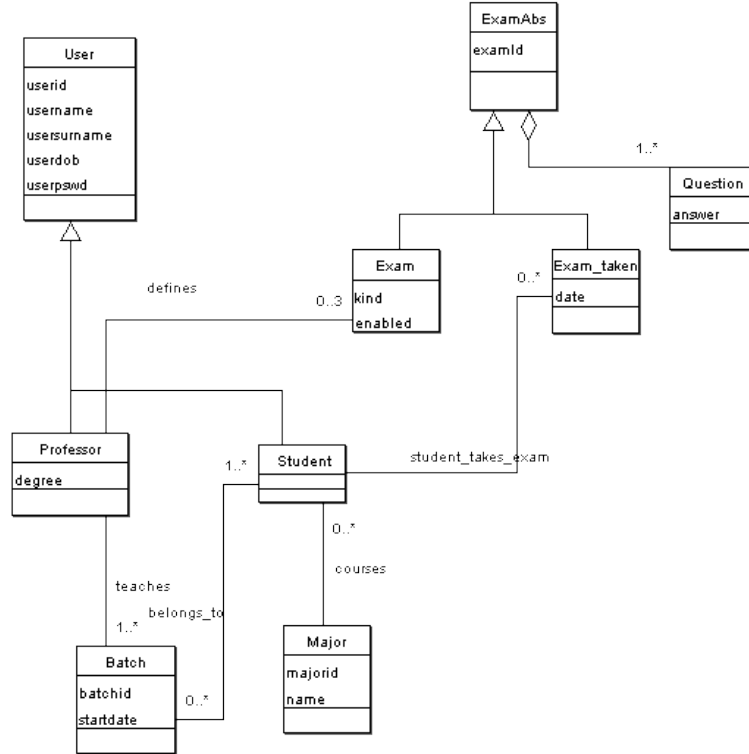 ExamAbs
examId
User
userid
username
usersurname
userdob
userpswd
1..*
Question
answer
Exam
kind
enabled
Exam_taken
date
0..*
defines
0..3
Professor
degree
Student
1..*
student_takes_exam
0..*
courses
teaches
belongs_to
1..*
Batch
batchid
startdate
0..*
Major
majorid
name